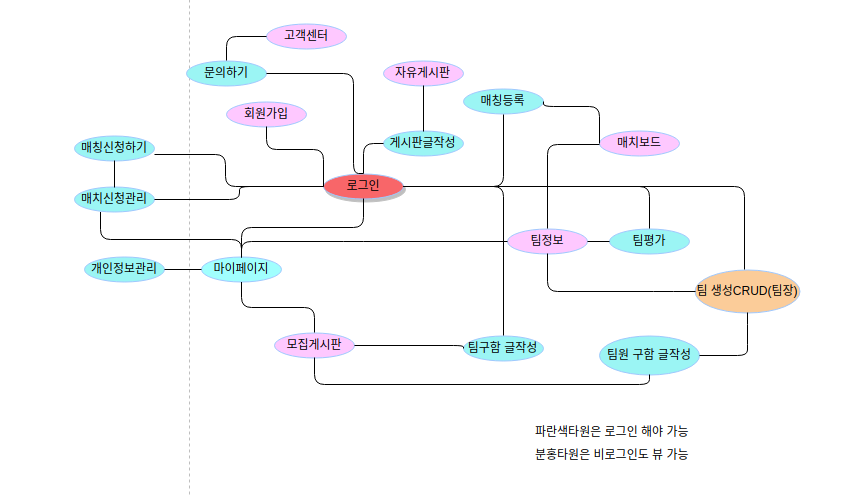 고객센터
문의하기
자유게시판
매칭등록
회원가입
게시판글작성
매치보드
매칭신청하기
로그인
매치신청관리
팀정보
팀평가
개인정보관리
마이페이지
팀 생성CRUD(팀장)
모집게시판
팀구함 글작성
팀원 구함 글작성
파란색타원은 로그인 해야 가능
분홍타원은 비로그인도 뷰 가능